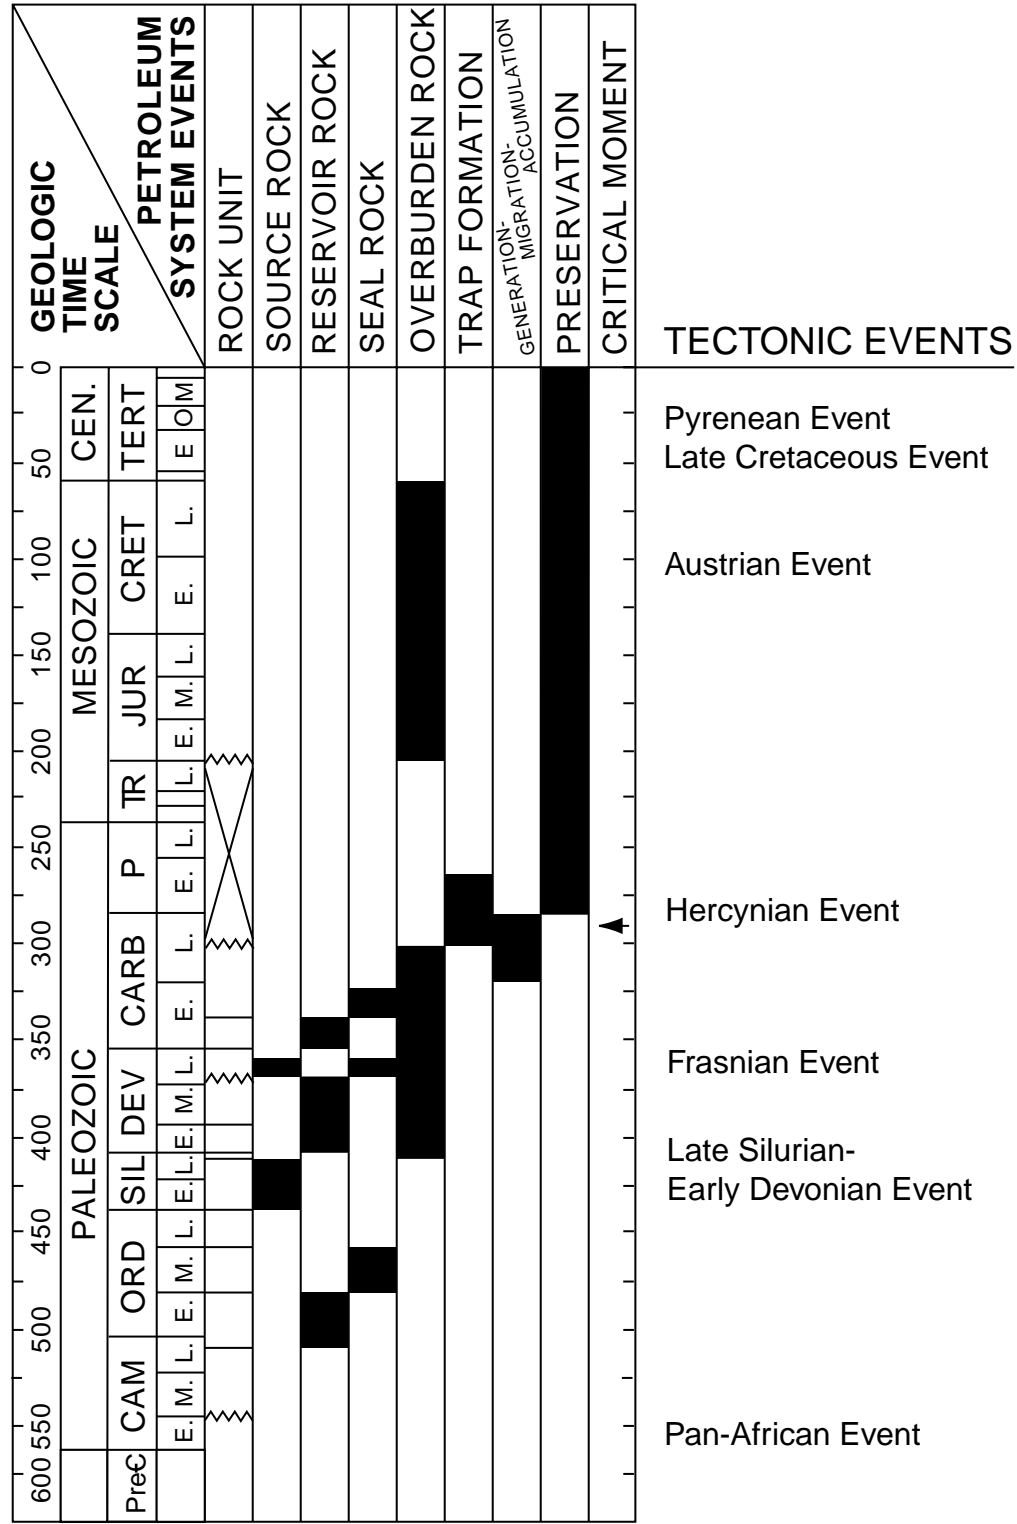 GEOLOGIC
TIME
SCALE
PETROLEUM
SYSTEM EVENTS
ROCK UNIT
SOURCE ROCK
RESERVOIR ROCK
SEAL ROCK
OVERBURDEN ROCK
TRAP FORMATION
GENERATION-
MIGRATION-
ACCUMULATION
PRESERVATION
CRITICAL MOMENT
TECTONIC EVENTS
0
50
100
150
200
250
300
350
400
450
500
550
600
CEN.
MESOZOIC
PALEOZOIC
TERT
CRET
JUR
TR
P
CARB
DEV
SIL
ORD
CAM
Pre€
M
O
E
L.
E.
L.
M.
E.
L.
L.
E.
L.
E.
L.
M.
E.
L.
E.
L.
M.
E.
L.
M.
E.
Pyrenean Event
Late Cretaceous Event
Austrian Event
Hercynian Event
Frasnian Event
Late Silurian-
Early Devonian Event
Pan-African Event